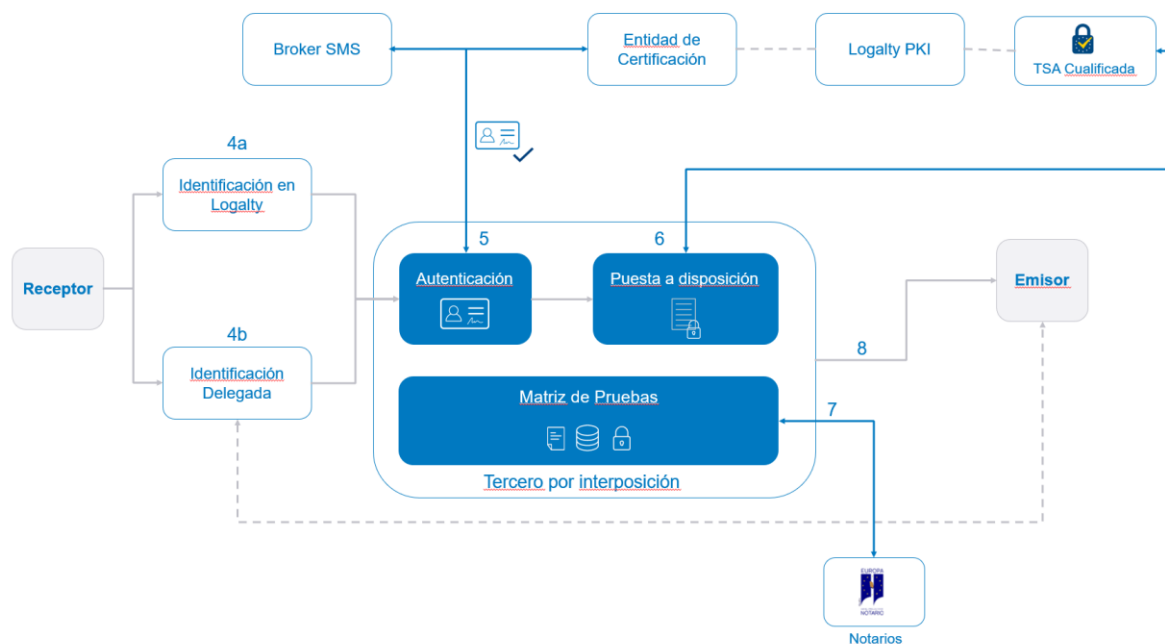 Broker SMS
Entidad de
Certificación
Logalty PKI
TSA Cualificada
4a
Identificación en
Logalty
5
6
Receptor
Autenticación
Puesta a disposición
Emisor
4b
8
Identificación
Delegada
Matriz de Pruebas
7
Tercero por interposición
EUROPA
NOTARIC
Notarios